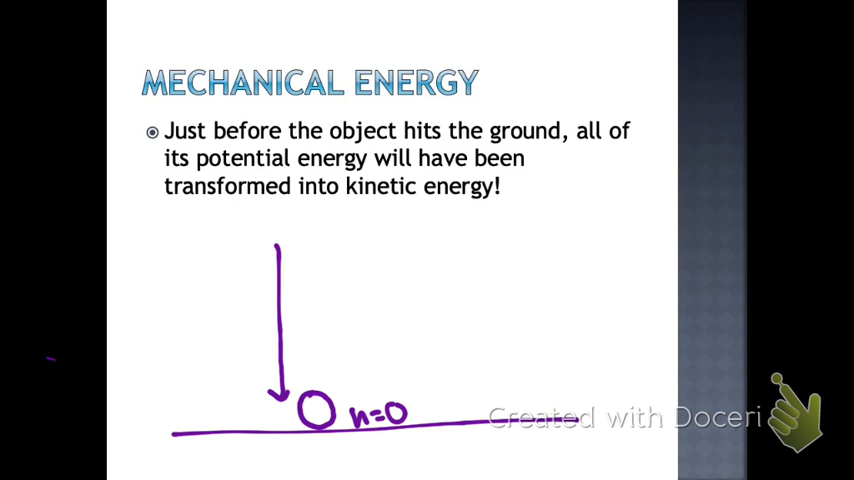 MECHANICAL ENERGY
Just before the object hits the ground, all of
its potential energy will have been
transformed into kinetic energy!
h=0
Created with Doceri